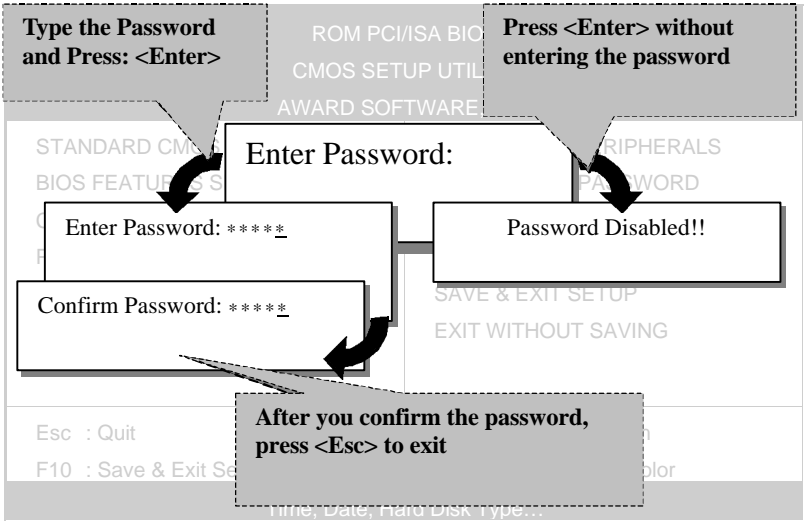 Type the Password
and Press: <Enter>
Press <Enter> without
entering the password
ROM PCI/ISA BIO
CMOS SETUP UTIL
AWARD SOFTWARE,
STANDARD CMOS
RIPHERALS
Enter Password:
BIOS FEATURES S
PASSWORD
Enter Password: *****
Password Disabled!!
Confirm Password: *****
SAVE & EXIT SETUP
EXIT WITHOUT SAVING
After you confirm the password,
press <Esc> to exit
Esc : Quit
F10 : Save & Exit Se
olor
Time, Date, Hard Disk Type…